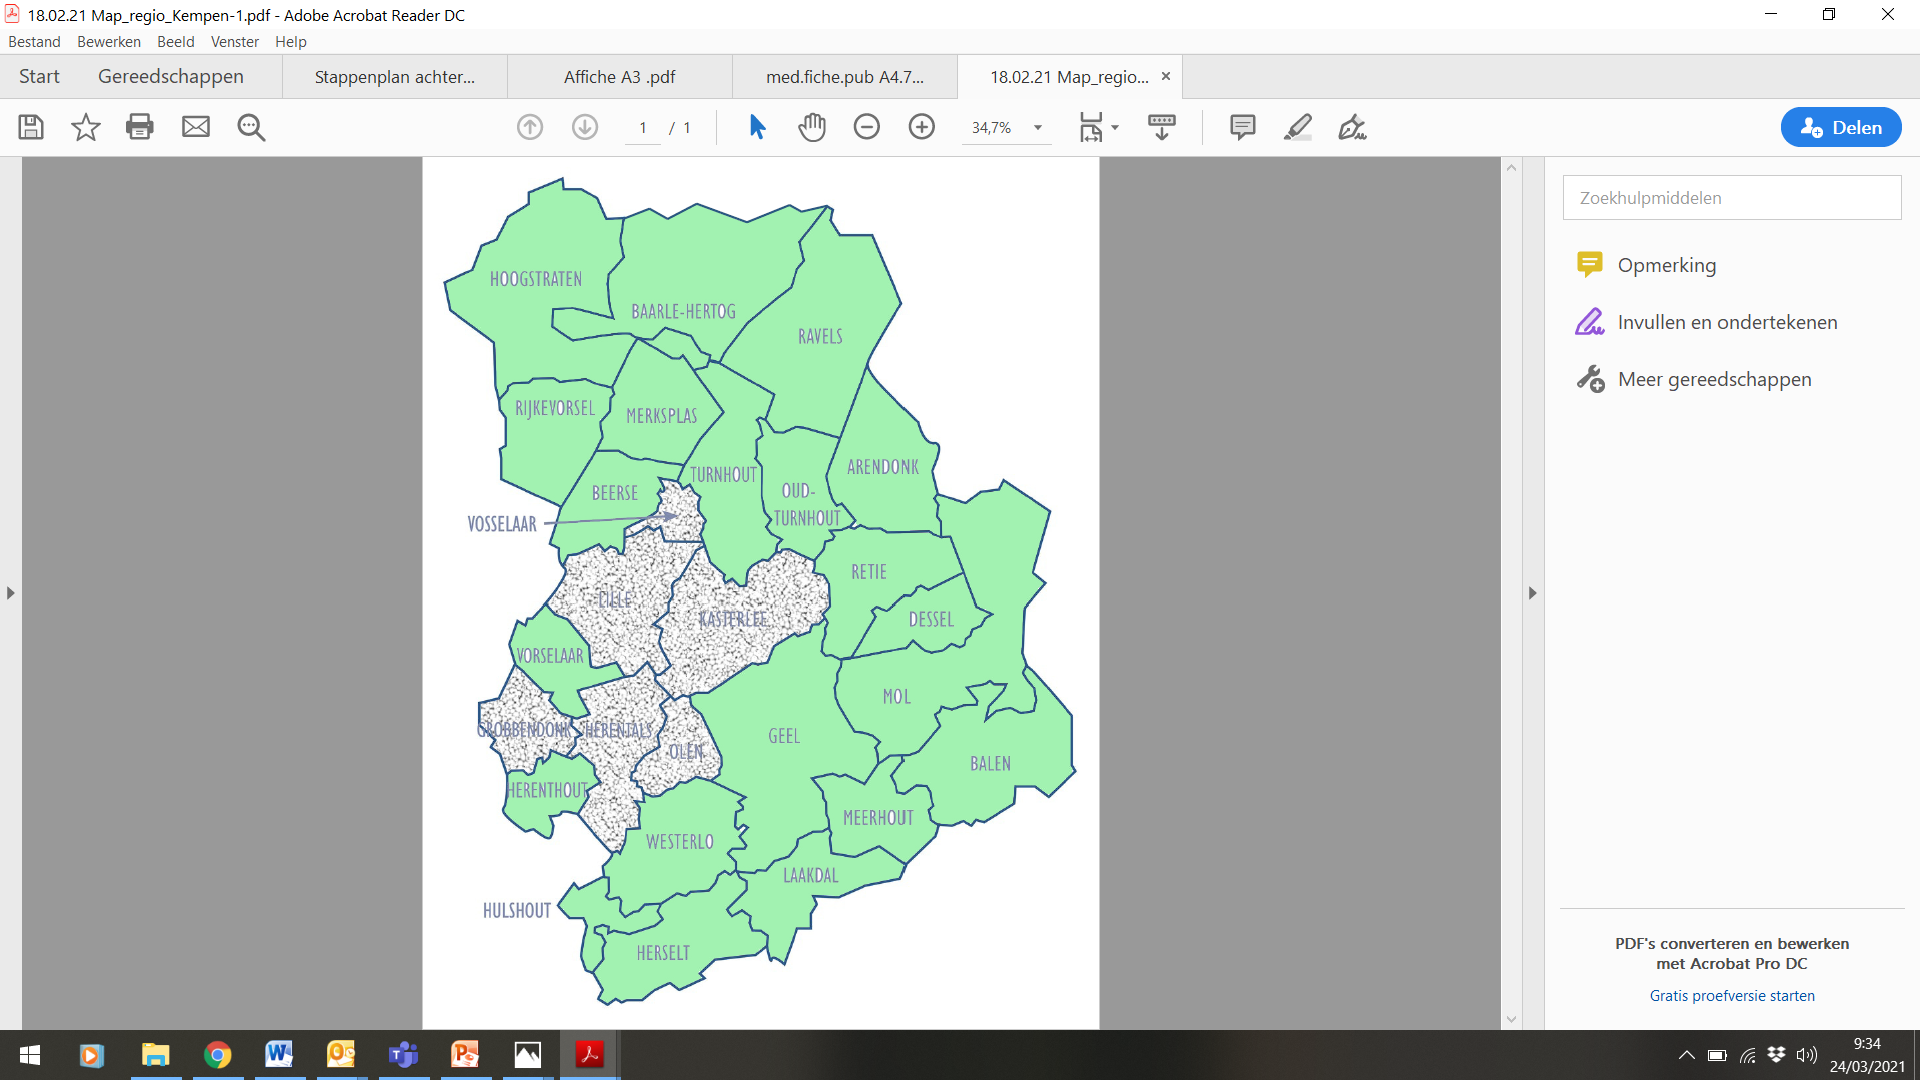 18.02.21 Map_regio_Kempen-1.pdf - Adobe Acrobat Reader DC
Bestand Bewerken Beeld Venster Help
Start Gereedschappen Stappenplan achter... Affiche A3 .pdf med.fiche.pub A4.7... 18.02.21 Map_regio... ×
1 / 1 34,7% Delen
Zoekhulpmiddelen
Opmerking
Invullen en ondertekenen
Meer gereedschappen
HOOGSTRATEN
BAARLE-HERTOG
RAVELS
RIJKEVORSEL
MERKSPLAS
ARENDONK
TURNHOUT
BEERSE
OUD-
TURNHOUT
VOSSELAAR
RETIE
LILLE
KASTERLEE
DESSEL
VORSELAAR
MOL
GROBBENDONK
HERENTALS
GEEL
OLEN
BALEN
HERENTHOUT
MEERHOUT
WESTERLO
LAAKDAL
HULSHOUT
HERSELT
PDF's converteren en bewerken
met Acrobat Pro DC
Gratis proefversie starten
9:34
24/03/2021